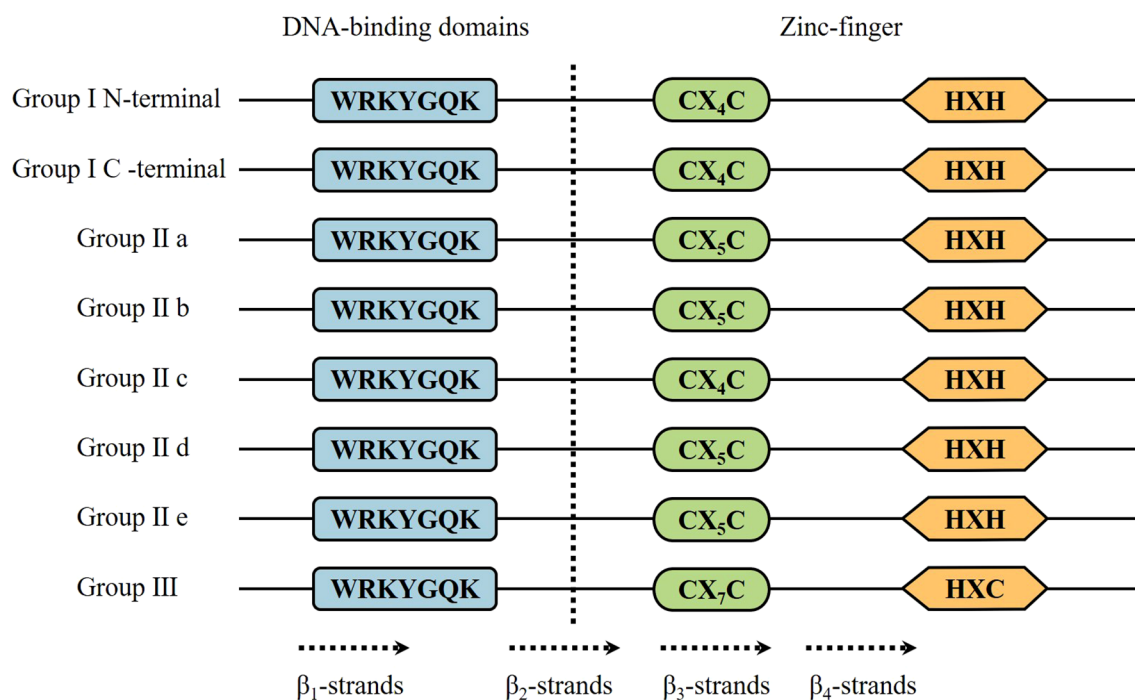 DNA-binding domains Zinc-finger
Group I N-terminal WRKYGQK CX₄C HXH
Group I C -terminal WRKYGQK CX₄C HXH
Group II a WRKYGQK CX₅C HXH
Group II b WRKYGQK CX₅C HXH
Group II c WRKYGQK CX₄C HXH
Group II d WRKYGQK CX₅C HXH
Group II e WRKYGQK CX₅C HXH
Group III WRKYGQK CX₇C HXC
β₁-strands β₂-strands β₃-strands β₄-strands